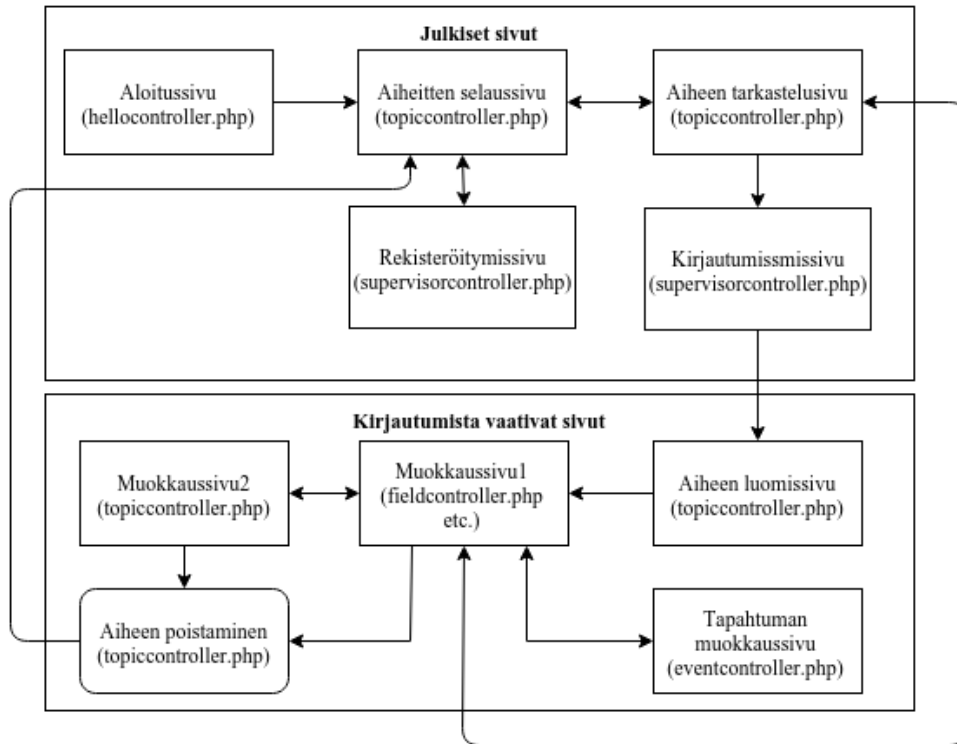 Julkiset sivut
Aloitussivu
(hellocontroller.php)
Aiheitten selaussivu
(topiccontroller.php)
Aiheen tarkastelusivu
(topiccontroller.php)
Rekisteröitymissivu
(supervisorcontroller.php)
Kirjautumissmissivu
(supervisorcontroller.php)
Kirjautumista vaativat sivut
Muokkaussivu2
(topiccontroller.php)
Muokkaussivu1
(fieldcontroller.php
etc.)
Aiheen luomissivu
(topiccontroller.php)
Aiheen poistaminen
(topiccontroller.php)
Tapahtuman
muokkaussivu
(eventcontroller.php)